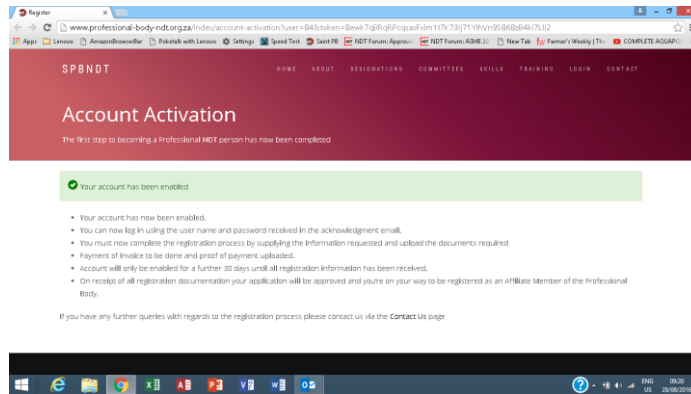 Register
www.professional-body-ndt.org.za/index/account-activation?user=84&token=
Apps Lenovo AmazonBrowserBar Pokstalk with Lenovo Settings Speed Test Saint PB NDT Forum: Approva NDT Forum: ASME 20 New Tab Farmer's Weekly | The COMPLETE AQUAPO
SPBNDT HOME ABOUT DESIGNATIONS COMMITTEES SKILLS TRAINING LOGIN CONTACT
Account Activation
The first step to becoming a Professional NDT person has now been completed
Your account has been enabled
Your account has now been enabled.
You can now log in using the user name and password received in the acknowledgment email.
You must now complete the registration process by supplying the information requested and upload the documents required
Payment of invoice to be done and proof of payment uploaded.
Account will only be enabled for a further 30 days until all registration information has been received.
On receipt of all registration documentation your application will be approved and you're on your way to be registered as an Affiliate Member of the Professional
Body.
If you have any further queries with regards to the registration process please contact us via the Contact Us page
ENG 09:20
US 28/08/2016